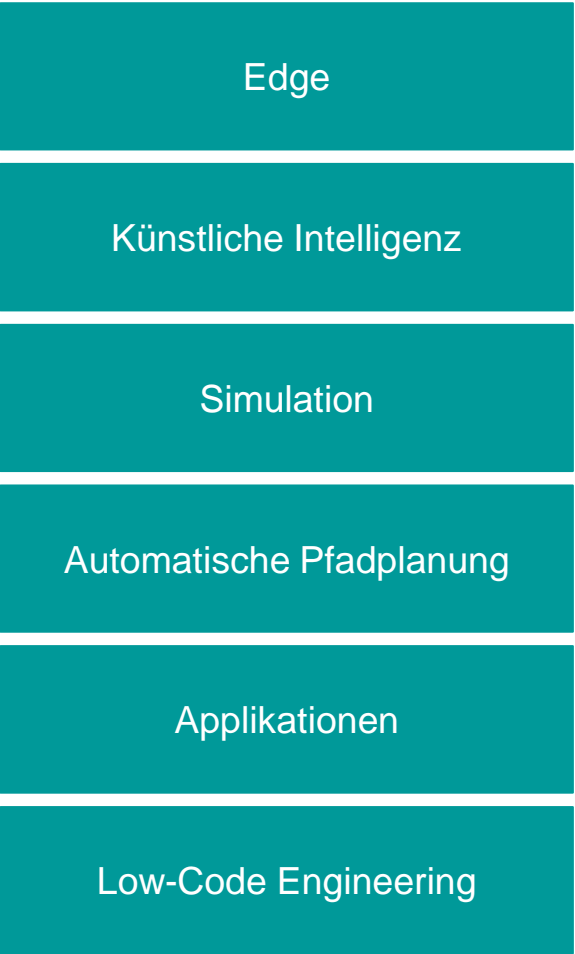 Edge
Künstliche Intelligenz
Simulation
Automatische Pfadplanung
Applikationen
Low-Code Engineering